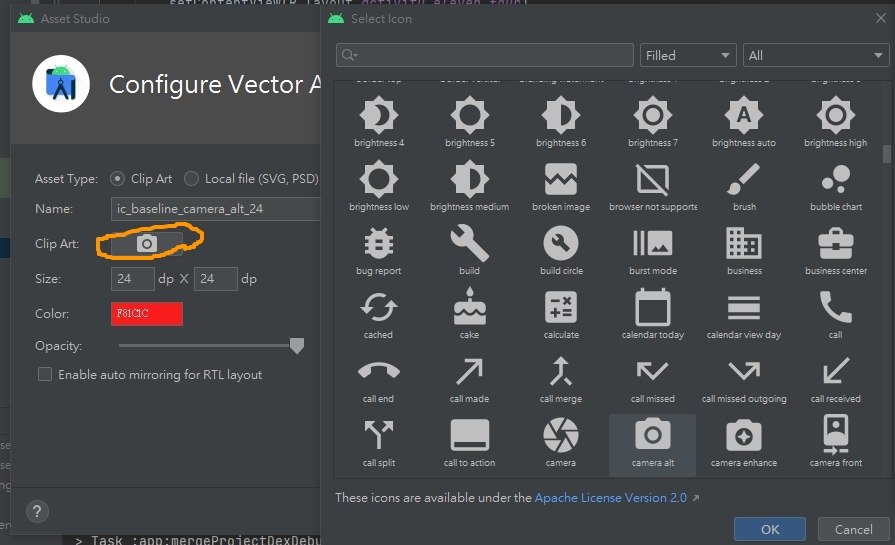 Asset Studio
Configure Vector A
Asset Type: Clip Art Local file (SVG, PSD)
Name: ic_baseline_camera_alt_24
Clip Art:
Size: 24 dp X 24 dp
Color: F81C1C
Opacity:
Enable auto mirroring for RTL layout
?
Select Icon
Filled All
brightness 4 brightness 5 brightness 6 brightness 7 brightness auto brightness high
brightness low brightness medium broken image browser not supporte brush bubble chart
bug report build build circle burst mode business business center
cached cake calculate calendar today calendar view day call
call end call made call merge call missed call missed outgoing call received
call split call to action camera camera alt camera enhance camera front
These icons are available under the Apache License Version 2.0
OK Cancel
> Task :app:mergeProjectDexDebu